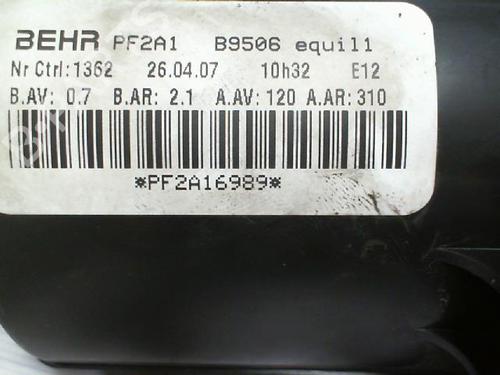 BEHR PF2A1 B9506 equil1
Nr Ctrl:1362 26.04.07 10h32 E12
B.AV: 0.7 B.AR: 2.1 A.AV:120 A.AR:310
*PF2A16989*